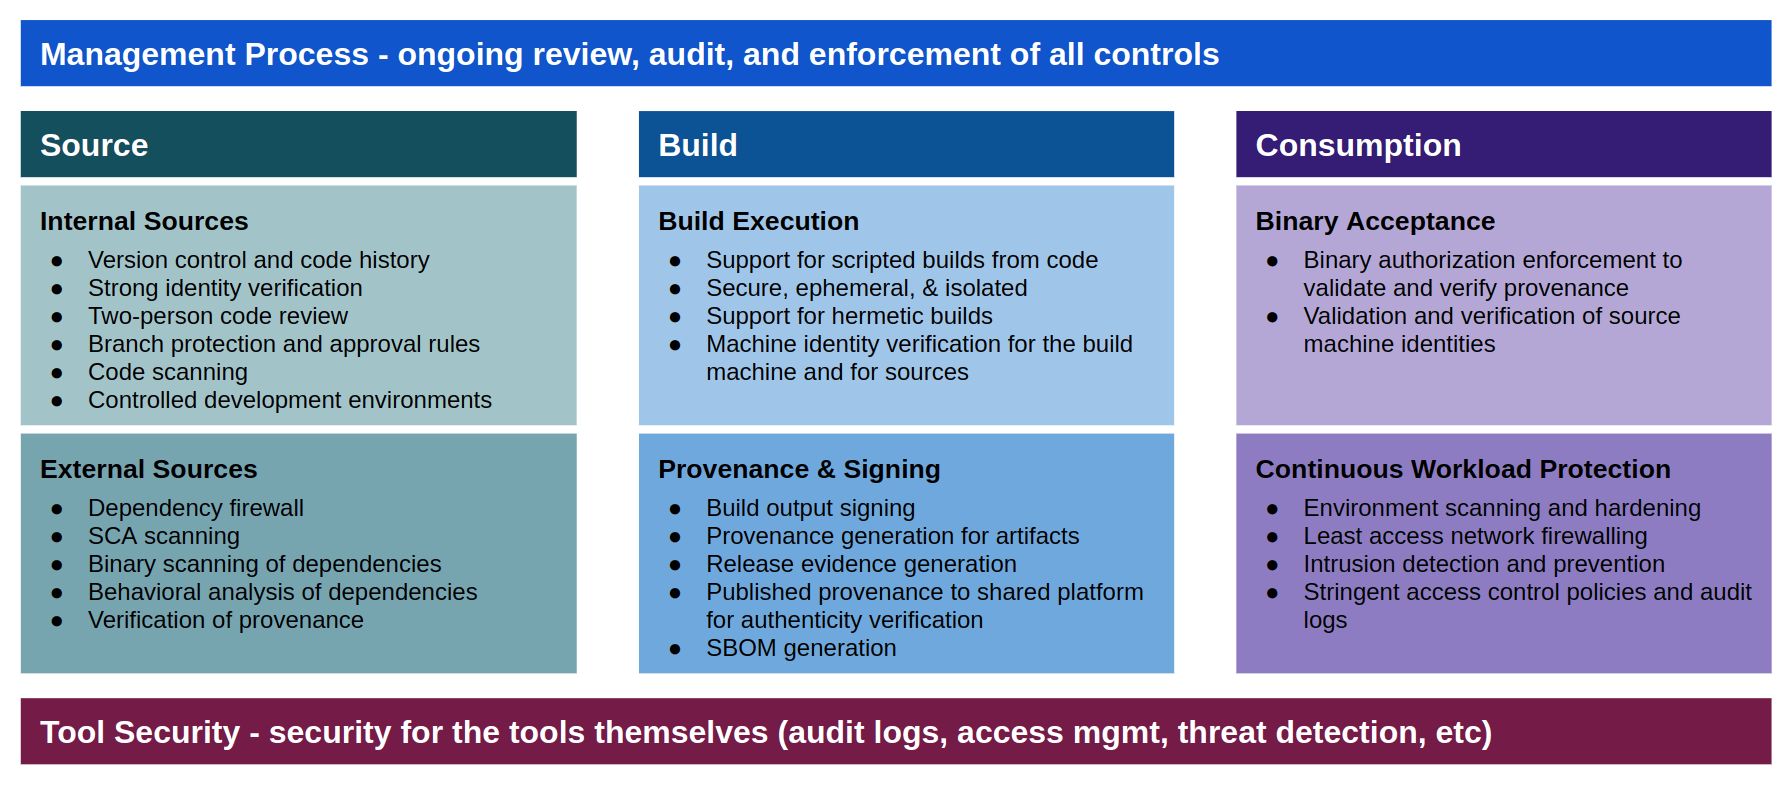 Management Process - ongoing review, audit, and enforcement of all controls
Source
Internal Sources
● Version control and code history
● Strong identity verification
● Two-person code review
● Branch protection and approval rules
● Code scanning
● Controlled development environments
External Sources
● Dependency firewall
● SCA scanning
● Binary scanning of dependencies
● Behavioral analysis of dependencies
● Verification of provenance
Build
Build Execution
● Support for scripted builds from code
● Secure, ephemeral, & isolated
● Support for hermetic builds
● Machine identity verification for the build
machine and for sources
Provenance & Signing
● Build output signing
● Provenance generation for artifacts
● Release evidence generation
● Published provenance to shared platform
for authenticity verification
● SBOM generation
Consumption
Binary Acceptance
● Binary authorization enforcement to
validate and verify provenance
● Validation and verification of source
machine identities
Continuous Workload Protection
● Environment scanning and hardening
● Least access network firewalling
● Intrusion detection and prevention
● Stringent access control policies and audit
logs
Tool Security - security for the tools themselves (audit logs, access mgmt, threat detection, etc)